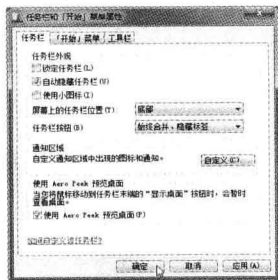 任务栏和「开始」菜单属性
任务栏 「开始」菜单 工具栏
任务栏外观
锁定任务栏(L)
自动隐藏任务栏(U)
使用小图标(I)
屏幕上的任务栏位置(T): 底部
任务栏按钮(B): 始终合并、隐藏标签
通知区域
自定义通知区域中出现的图标和通知。 自定义(C)...
使用 Aero Peek 预览桌面
当您将鼠标移动到任务栏末端的“显示桌面”按钮时，会暂时
查看桌面。
使用 Aero Peek 预览桌面(P)
如何自定义该任务栏?
确定 取消 应用(A)